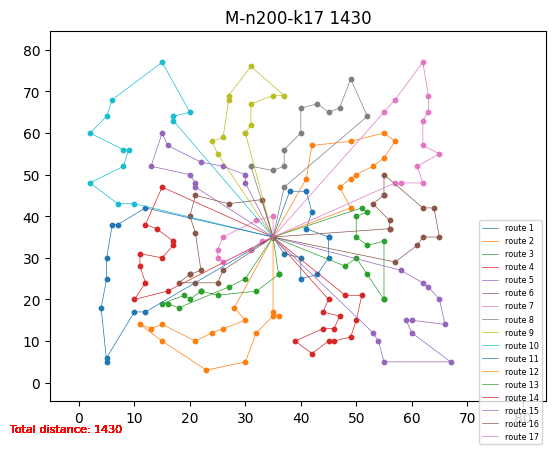 M-n200-k17 1430
80
70
60
50
40
30
20
10
0
0
10
20
30
40
50
60
70
80
route 1
route 2
route 3
route 4
route 5
route 6
route 7
route 8
route 9
route 10
route 11
route 12
route 13
route 14
route 15
route 16
route 17
Total distance: 1430